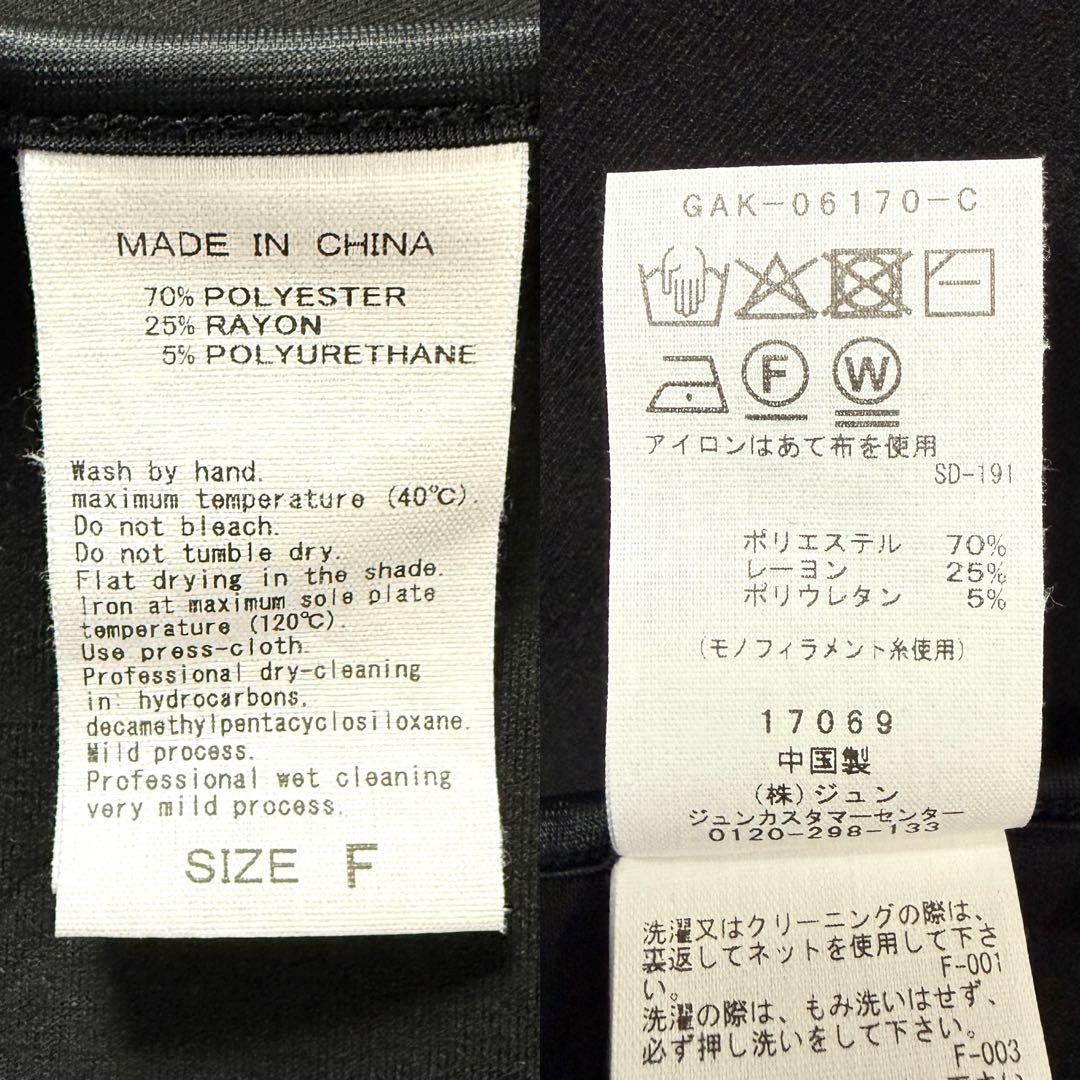 MADE IN CHINA
70% POLYESTER
25% RAYON
5% POLYURETHANE
Wash by hand.
maximum temperature (40℃).
Do not bleach.
Do not tumble dry.
Flat drying in the shade.
Iron at maximum sole plate
temperature (120℃).
Use press-cloth.
Professional dry-cleaning
in: hydrocarbons,
decamethylpentacyclosiloxane.
Mild process.
Professional wet cleaning
very mild process.
SIZE F
GAK-06170-C
F W
アイロンはあて布を使用
SD-191
ポリエステル 70%
レーヨン 25%
ポリウレタン 5%
(モノフィラメント糸使用)
17069
中国製
(株)ジュン
ジュンカスタマーセンター
0120-298-133
洗濯又はクリーニングの際は、
裏返してネットを使用して下さ
い。 F-001
洗濯の際は、もみ洗いはせず、
必ず押し洗いをして下さい。
F-003